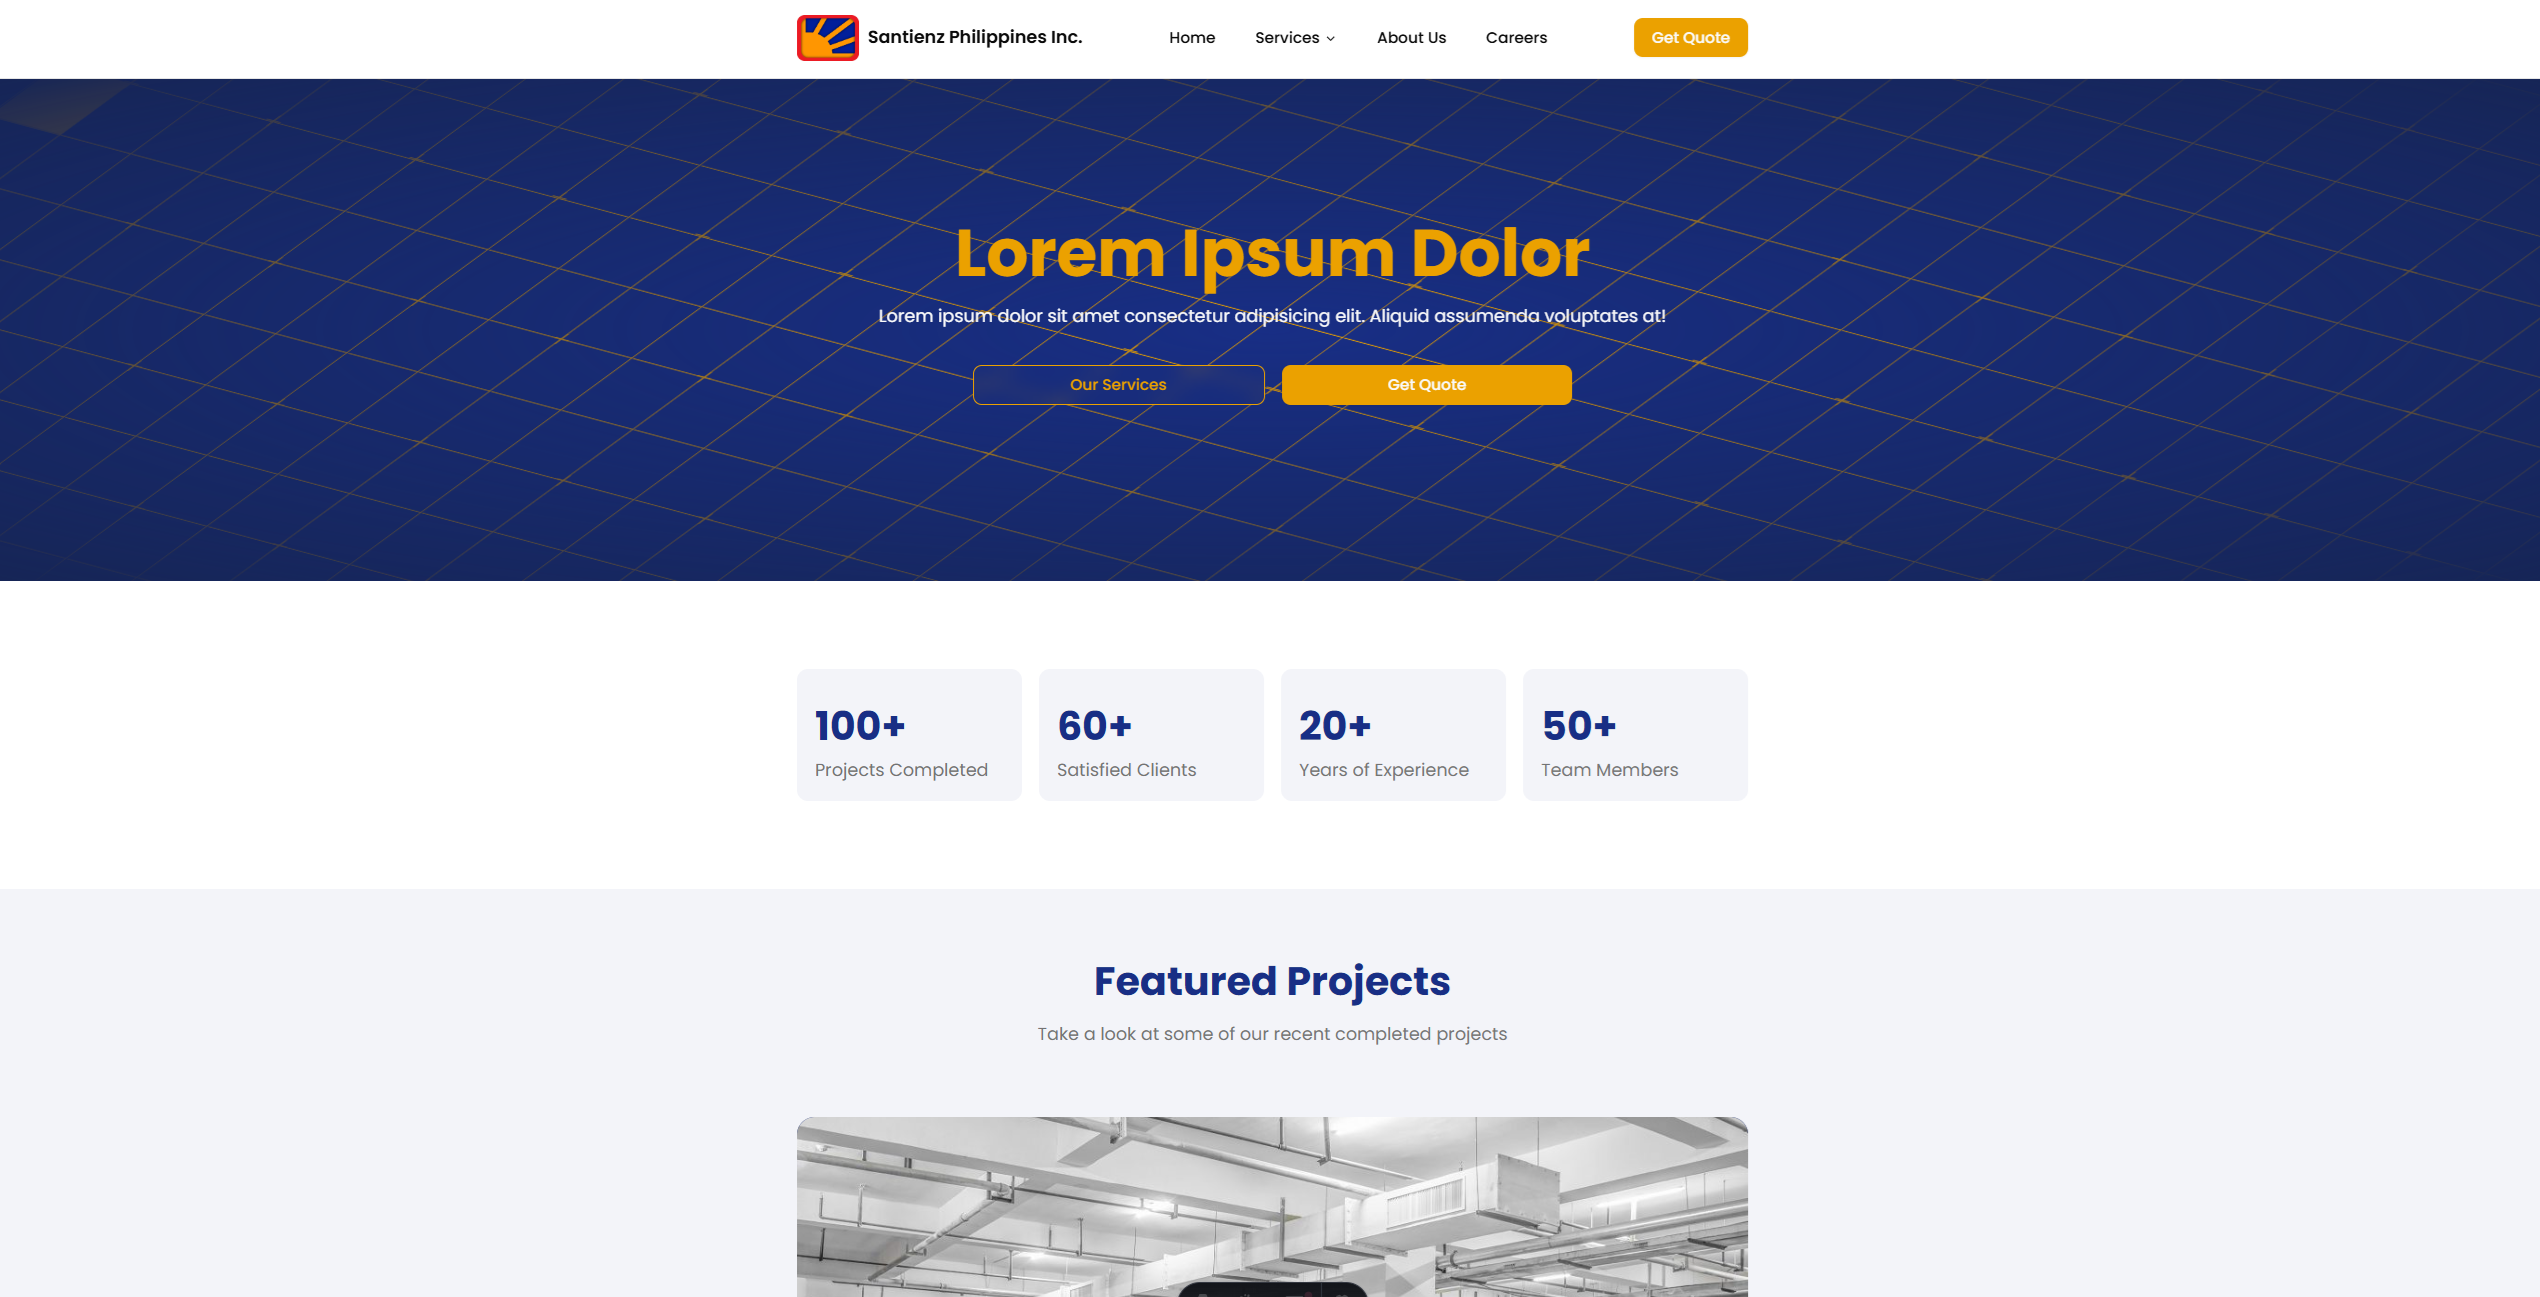 Santienz Philippines Inc.
Home
Services
About Us
Careers
Get Quote
Lorem Ipsum Dolor
Lorem ipsum dolor sit amet consectetur adipisicing elit. Aliquid assumenda voluptates at!
Our Services
Get Quote
100+
Projects Completed
60+
Satisfied Clients
20+
Years of Experience
50+
Team Members
Featured Projects
Take a look at some of our recent completed projects